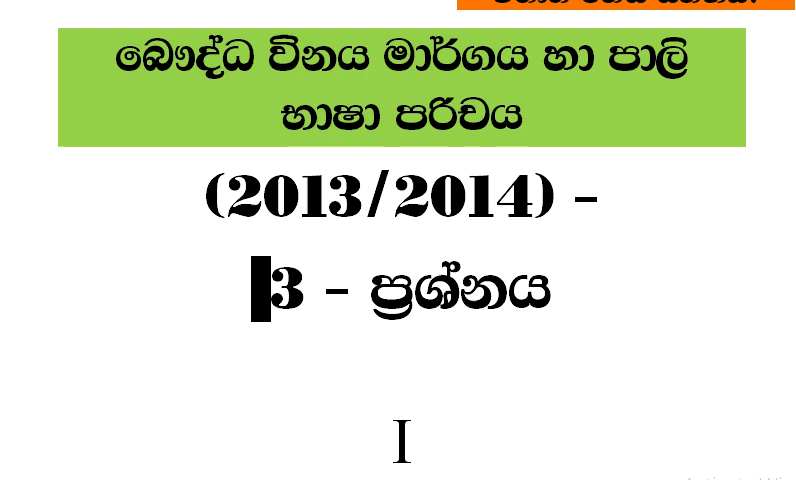 බෞද්ධ විනය මාර්ගය හා පාලි
භාෂා පරිචය
(2013/2014) -
3 - ප්‍රශ්නය